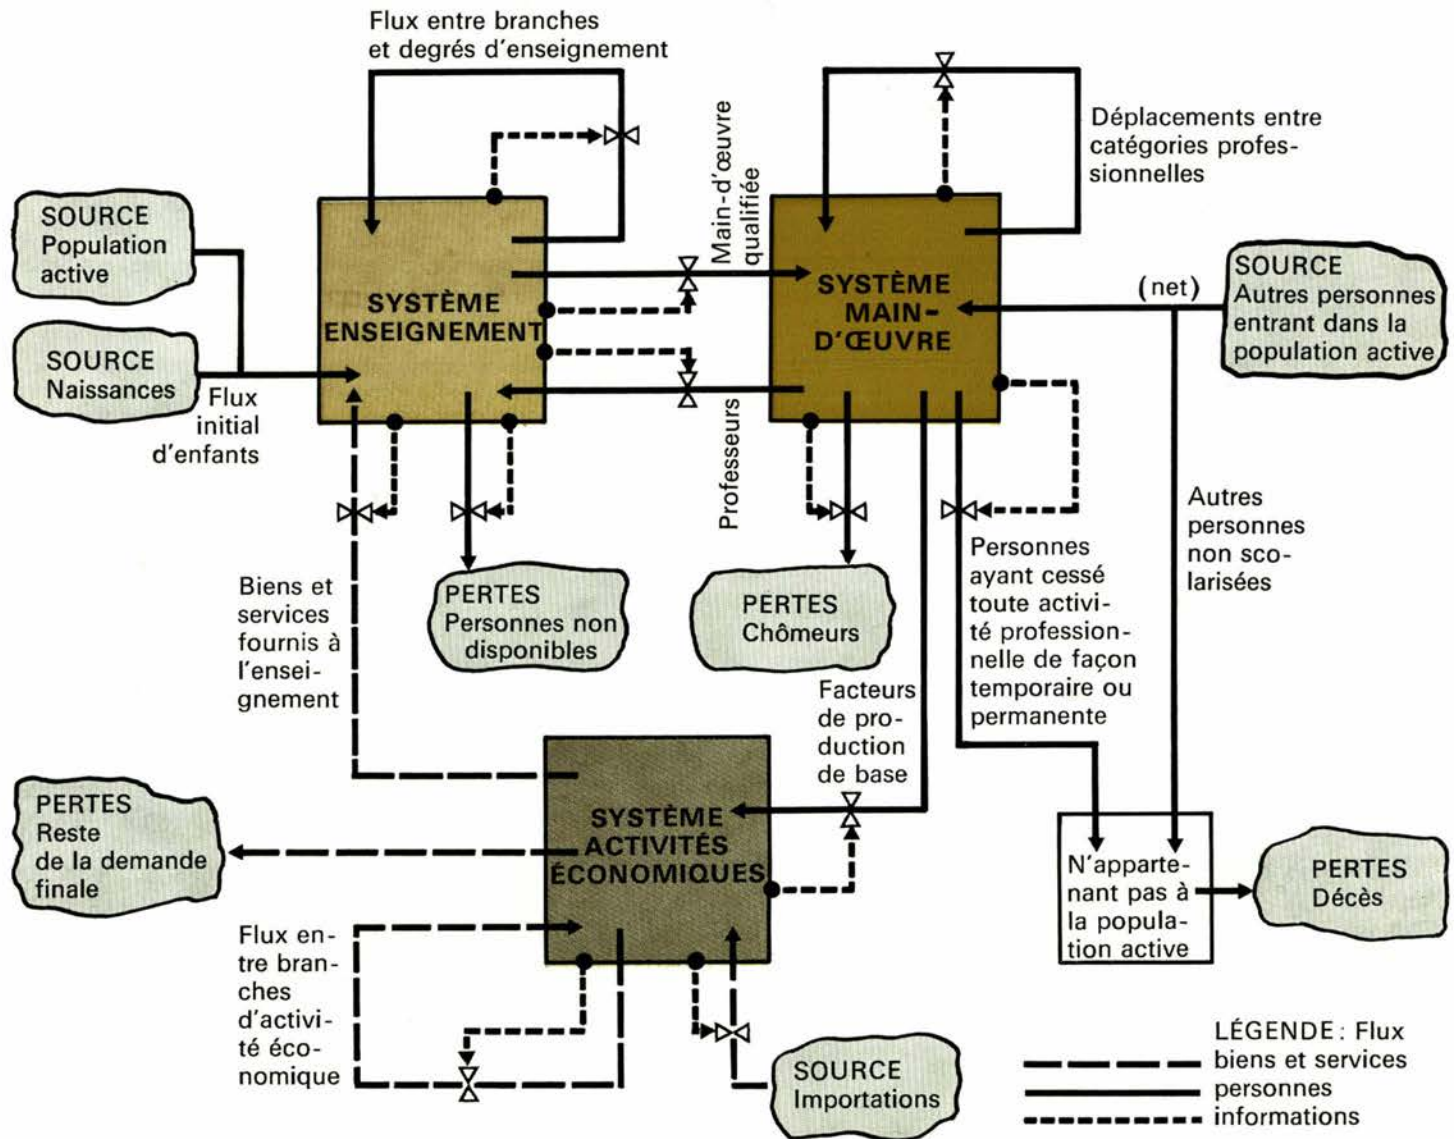 Flux entre branches
et degrés d'enseignement
Déplacements entre
catégories profes-
sionnelles
Main-d'œuvre
qualifiée
SOURCE
Population
active
SOURCE
Naissances
Flux
initial
d'enfants
SYSTÈME
ENSEIGNEMENT
SYSTÈME
MAIN-
D'ŒUVRE
(net)
SOURCE
Autres personnes
entrant dans la
population active
Professeurs
Autres
personnes
non sco-
larisées
Biens et
services
fournis à
l'ensei-
gnement
PERTES
Personnes non
disponibles
PERTES
Chômeurs
Personnes
ayant cessé
toute activi-
té profession-
nelle de façon
temporaire ou
permanente
Facteurs
de pro-
duction
de base
PERTES
Reste
de la demande
finale
SYSTÈME
ACTIVITÉS
ÉCONOMIQUES
N'apparte-
nant pas à
la popula-
tion active
PERTES
Décès
Flux en-
tre bran-
ches
d'activi-
té éco-
nomique
SOURCE
Importations
LÉGENDE : Flux
biens et services
personnes
informations